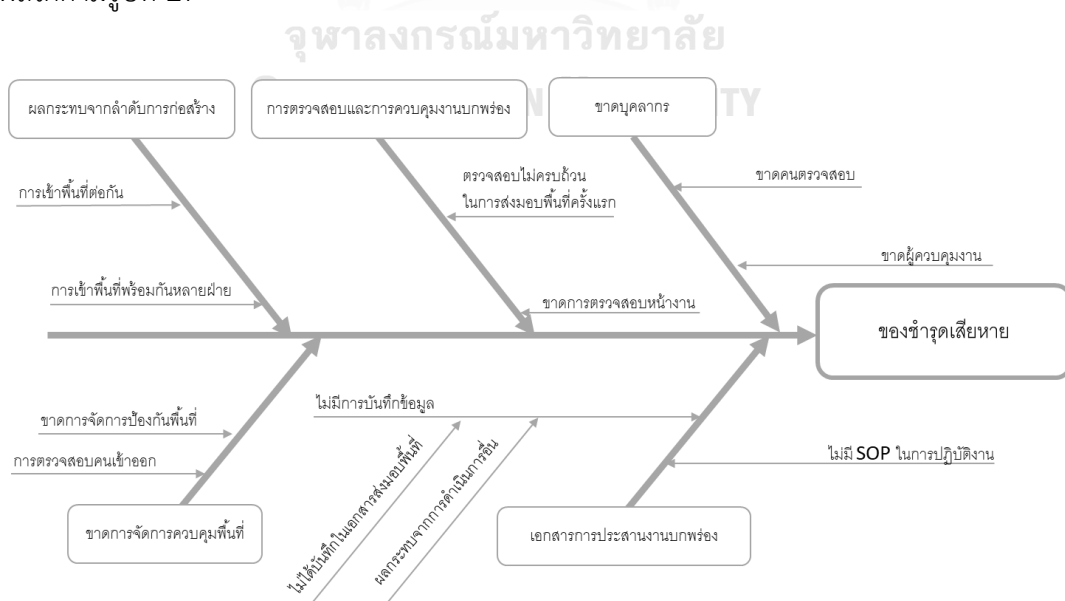 จุฬาลงกรณ์มหาวิทยาลัย
TY
ผลกระทบจากลำดับการก่อสร้าง
การตรวจสอบและการควบคุมงานบกพร่อง
ขาดบุคลากร
การเข้าพื้นที่ต่อกัน
ตรวจสอบไม่ครบถ้วน
ในการส่งมอบพื้นที่ครั้งแรก
ขาดคนตรวจสอบ
ขาดผู้ควบคุมงาน
การเข้าพื้นที่พร้อมกันหลายฝ่าย
ขาดการตรวจสอบหน้างาน
ของชำรุดเสียหาย
ไม่มีการบันทึกข้อมูล
ขาดการจัดการป้องกันพื้นที่
การตรวจสอบคนเข้าออก
ไม่มี SOP ในการปฏิบัติงาน
ไม่ได้บันทึกในเอกสารส่งมอบพื้นที่
ผลกระทบจากการดำเนินการอื่น
ขาดการจัดการควบคุมพื้นที่
เอกสารการประสานงานบกพร่อง